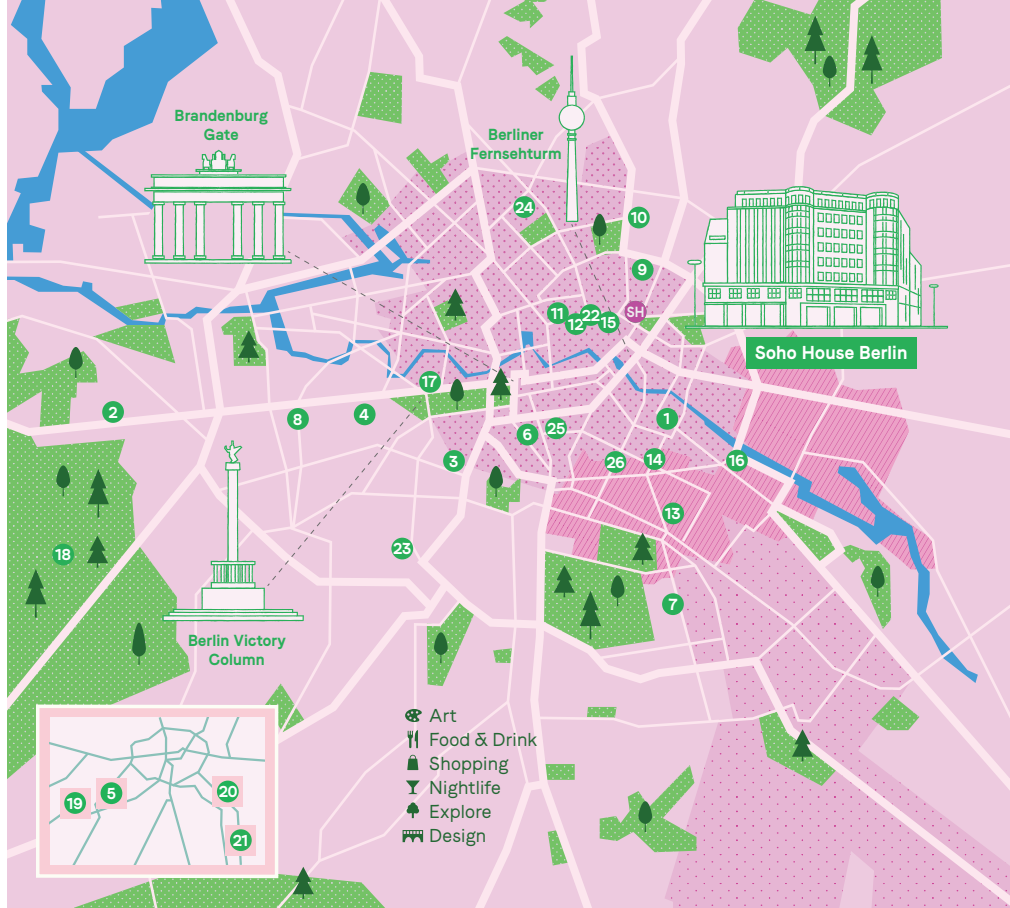 Brandenburg
Gate
Berliner
Fernsehturm
24
10
9
SH
11
12
22
15
Soho House Berlin
17
2
8
4
1
6
25
3
26
14
16
13
18
23
7
Berlin Victory
Column
Art
Food & Drink
Shopping
Nightlife
Explore
Design
19
5
20
21